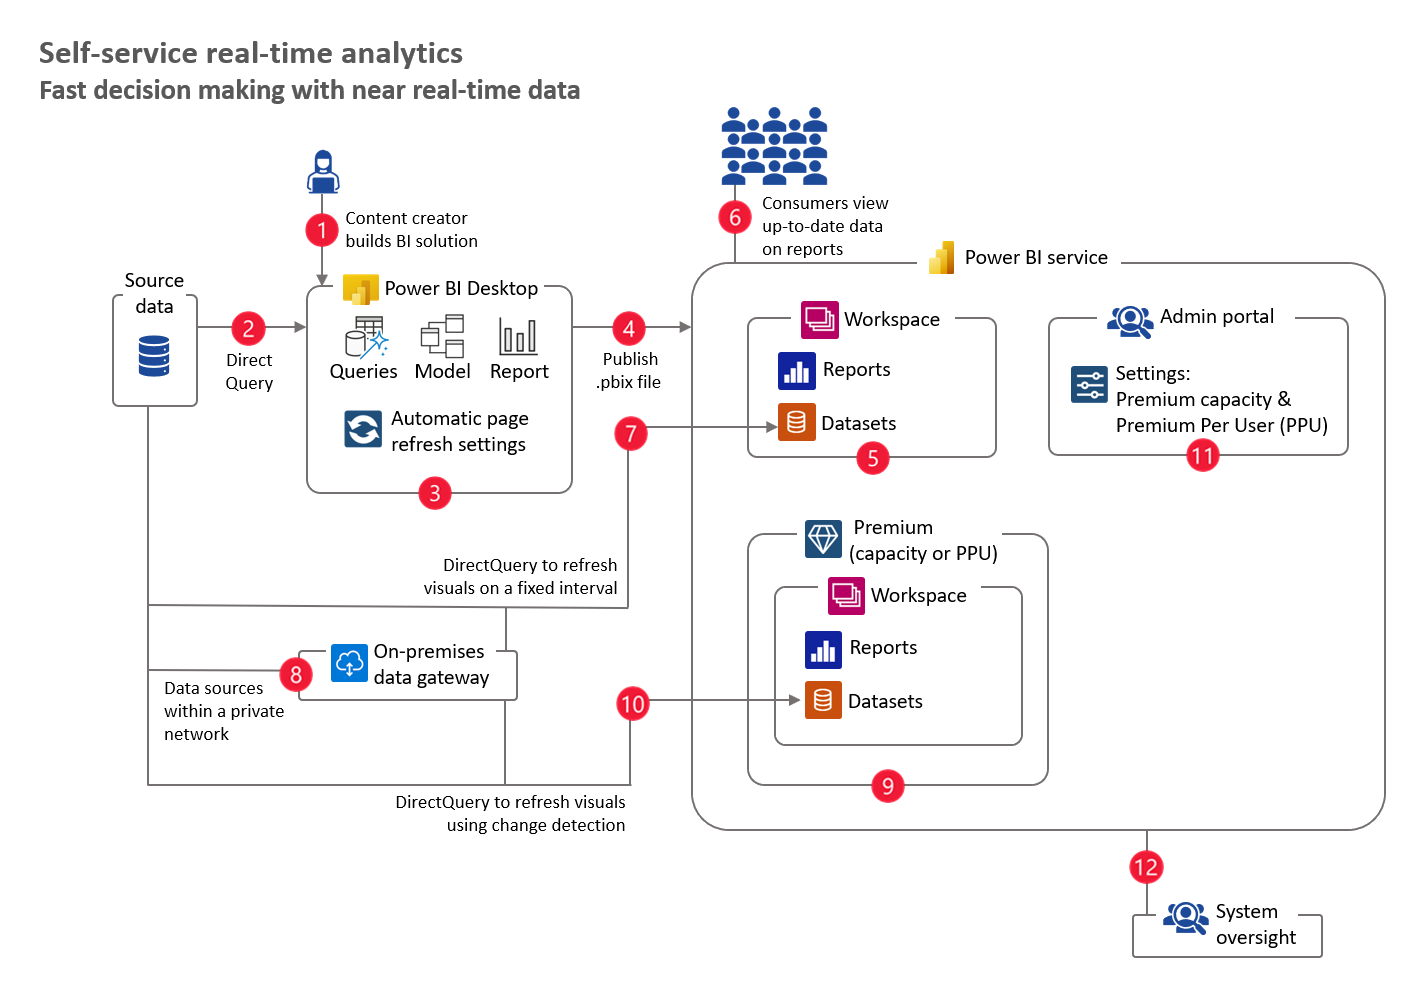 Self-service real-time analytics
Fast decision making with near real-time data
1
Content creator
builds BI solution
6
Consumers view
up-to-date data
on reports
Source
data
2
Direct
Query
Power BI Desktop
Queries
Model
Report
Automatic page
refresh settings
3
4
Publish
.pbix file
Power BI service
Workspace
Reports
Datasets
5
Admin portal
Settings:
Premium capacity &
Premium Per User (PPU)
11
7
DirectQuery to refresh
visuals on a fixed interval
8
On-premises
data gateway
Data sources
within a private
network
10
DirectQuery to refresh visuals
using change detection
Premium
(capacity or PPU)
Workspace
Reports
Datasets
9
12
System
oversight